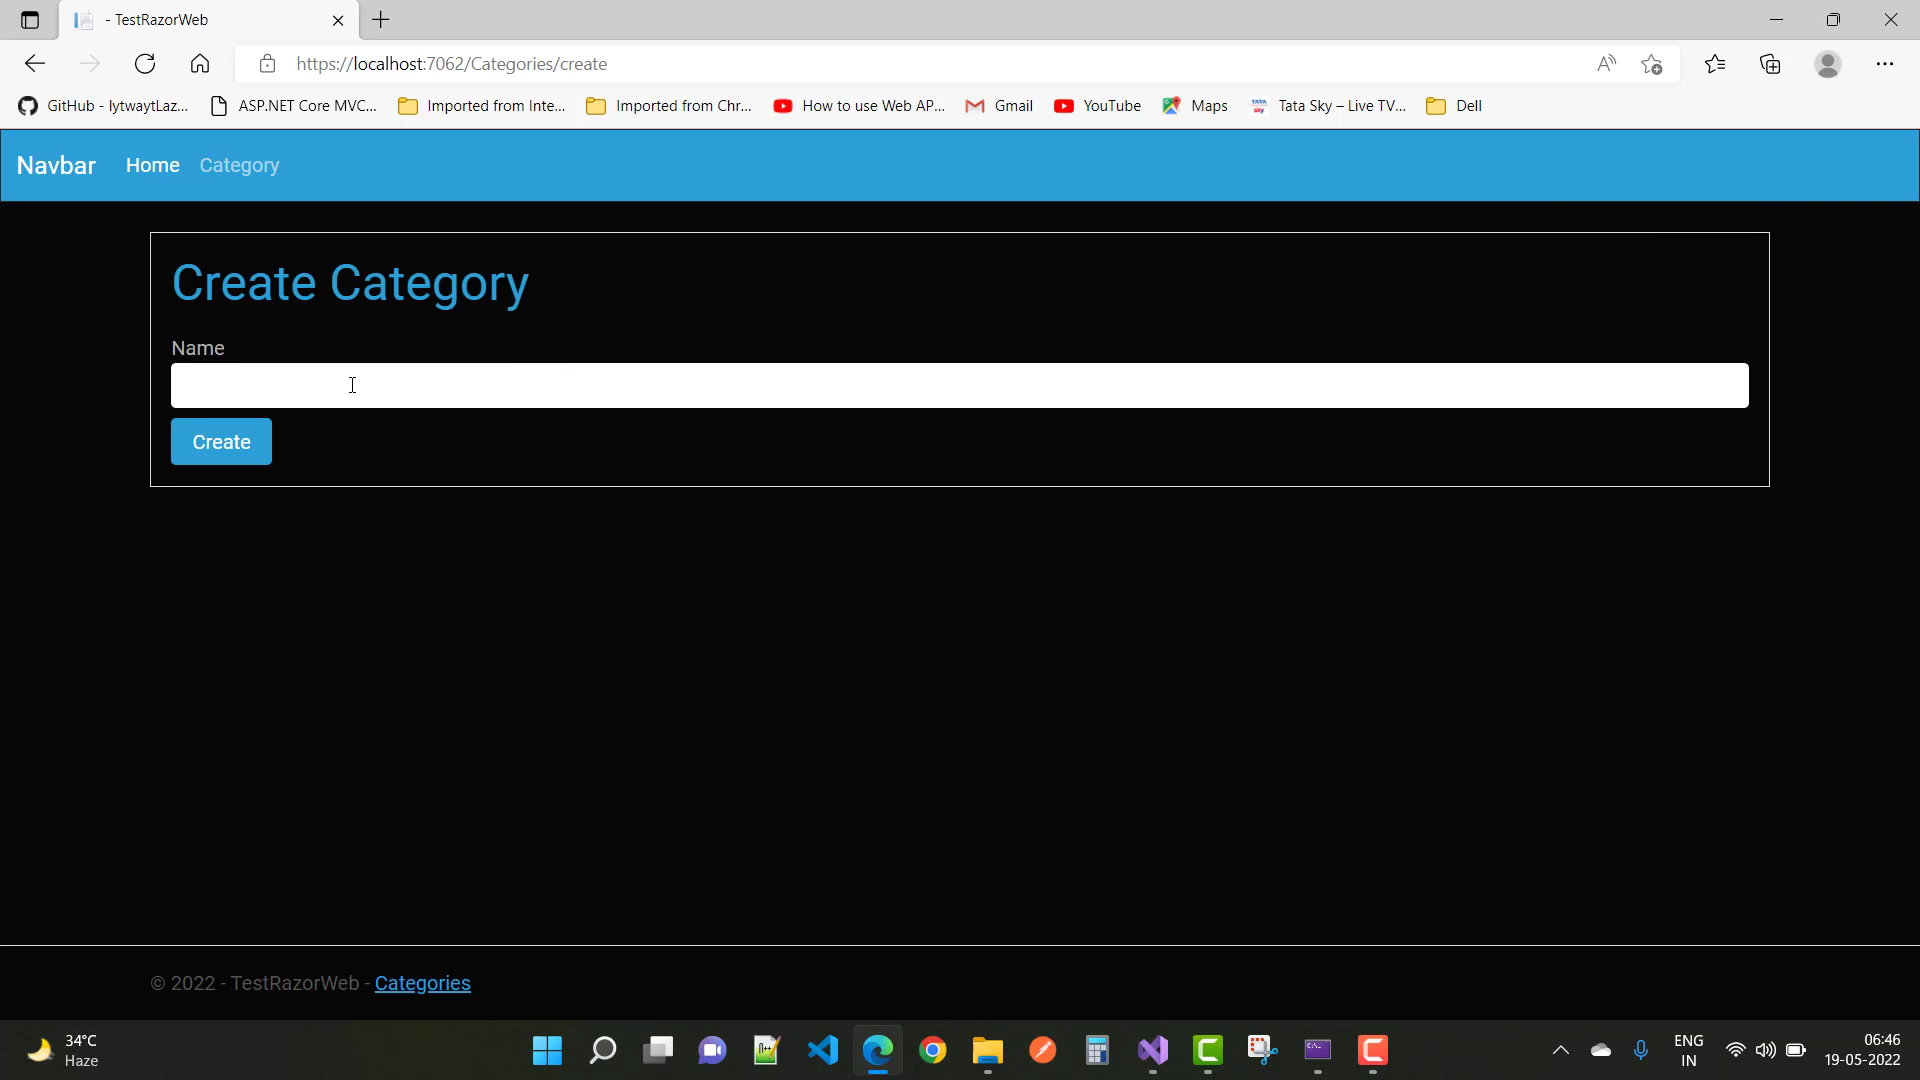 - TestRazorWeb
https://localhost:7062/Categories/create
GitHub - lytwaytLaz...
ASP.NET Core MVC...
Imported from Inte...
Imported from Chr...
How to use Web AP...
Gmail
YouTube
Maps
Tata Sky – Live TV...
Dell
Navbar
Home
Category
Create Category
Name
Create
© 2022 - TestRazorWeb - Categories
34°C
Haze
ENG
IN
06:46
19-05-2022